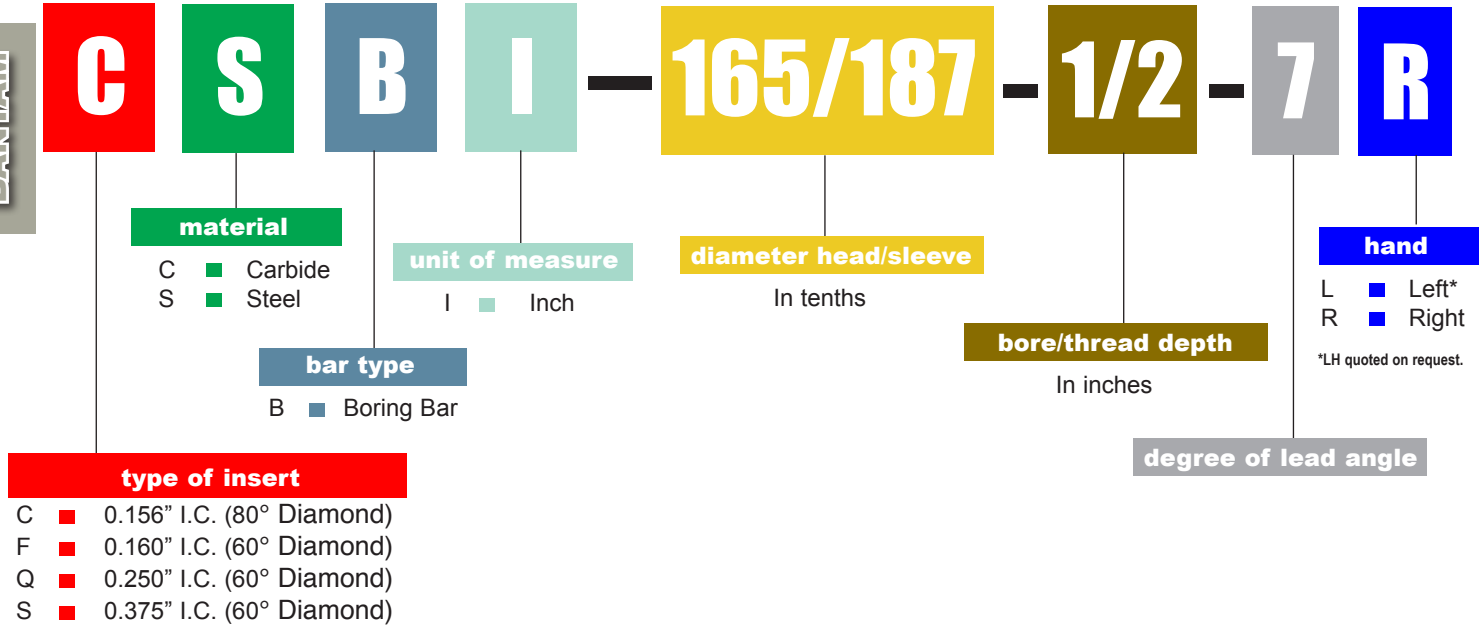 C S B I – 165/187 - 1/2 - 7 R
material
C Carbide
S Steel
unit of measure
I Inch
diameter head/sleeve
In tenths
hand
L Left*
R Right
*LH quoted on request.
bar type
B Boring Bar
bore/thread depth
In inches
degree of lead angle
type of insert
C 0.156” I.C. (80° Diamond)
F 0.160” I.C. (60° Diamond)
Q 0.250” I.C. (60° Diamond)
S 0.375” I.C. (60° Diamond)